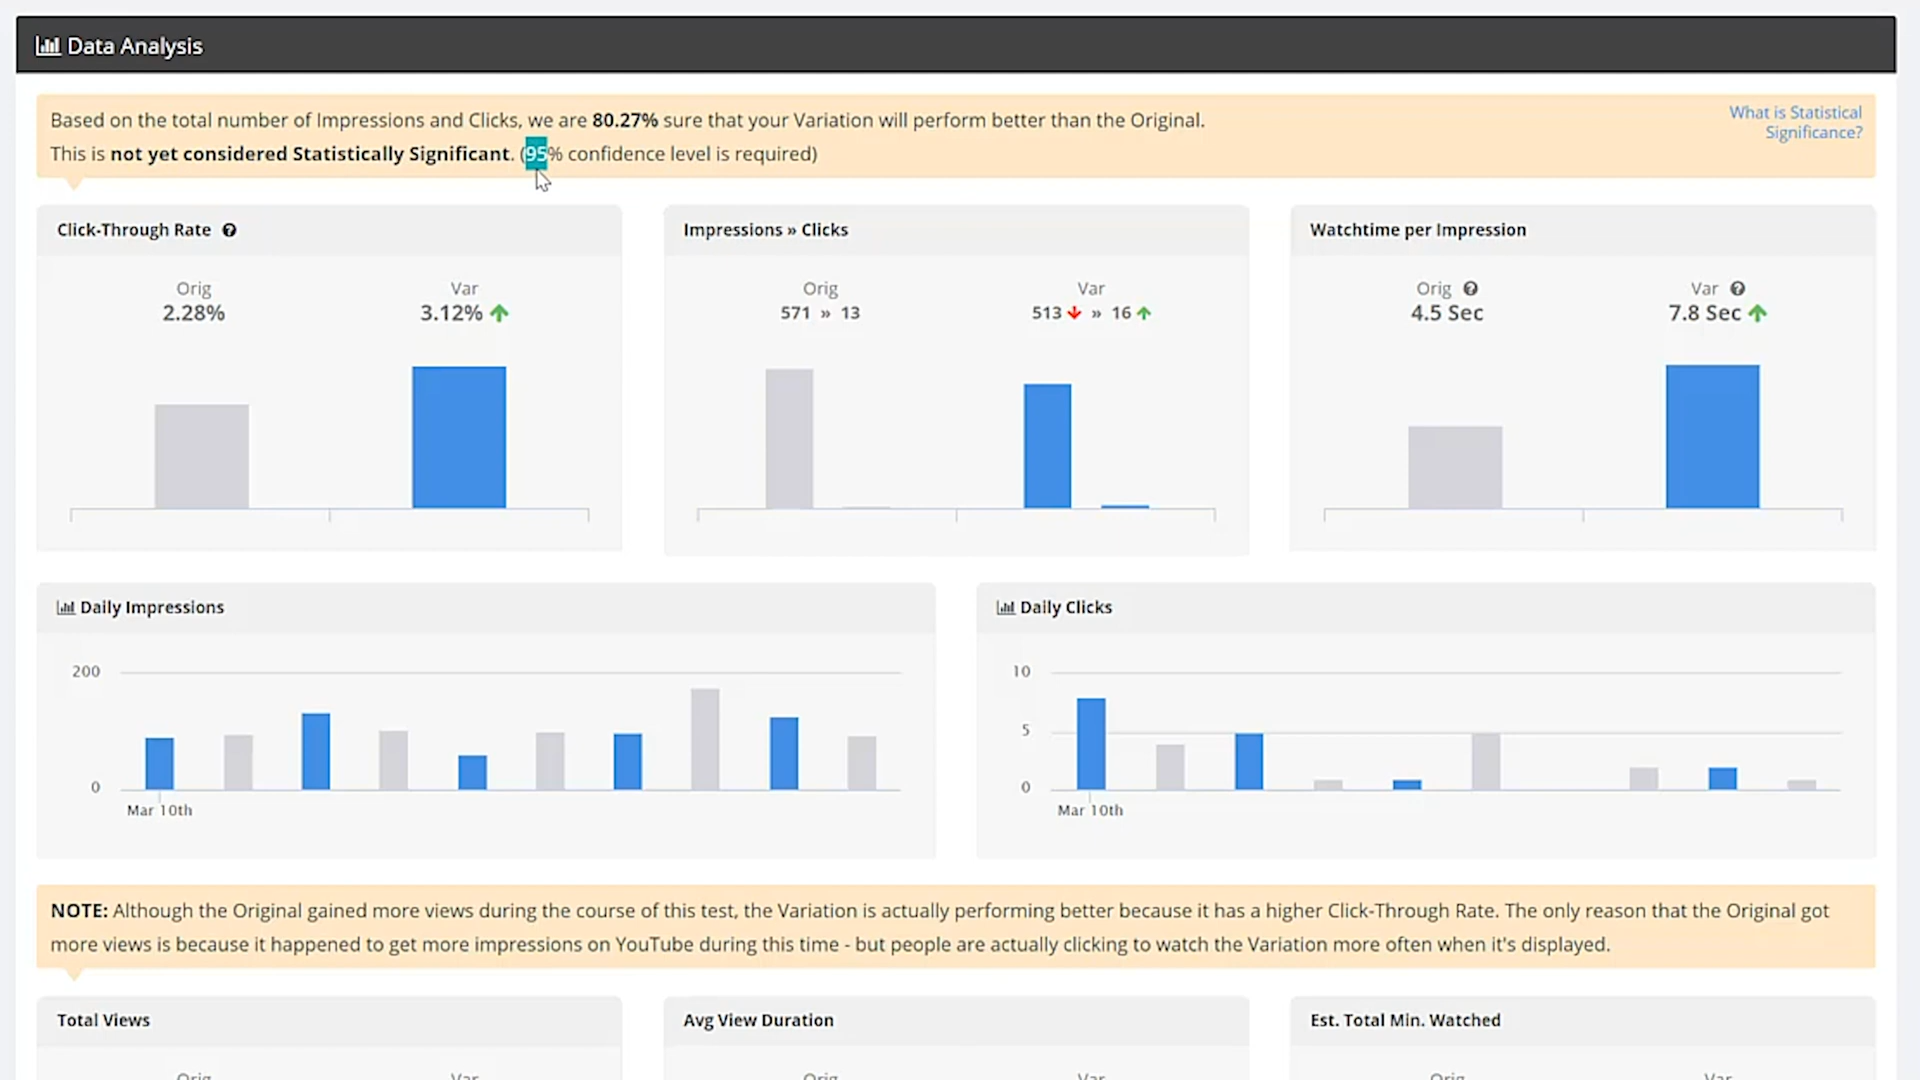 Data Analysis
Based on the total number of Impressions and Clicks, we are 80.27% sure that your Variation will perform better than the Original.
This is not yet considered Statistically Significant. (95% confidence level is required)
What is Statistical
Significance?
Click-Through Rate
Orig
2.28%
Var
3.12%
Impressions » Clicks
Orig
571 » 13
Var
513 » 16
Watchtime per Impression
Orig
4.5 Sec
Var
7.8 Sec
Daily Impressions
200
0
Mar 10th
Daily Clicks
10
5
0
Mar 10th
NOTE: Although the Original gained more views during the course of this test, the Variation is actually performing better because it has a higher Click-Through Rate. The only reason that the Original got
more views is because it happened to get more impressions on YouTube during this time - but people are actually clicking to watch the Variation more often when it's displayed.
Total Views
Orig
Var
Avg View Duration
Orig
Var
Est. Total Min. Watched
Orig
Var